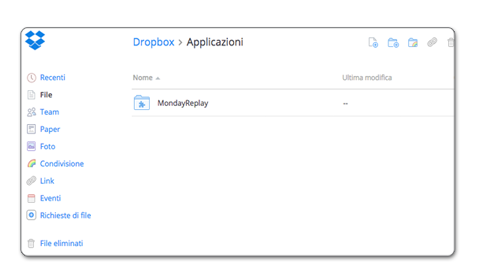 Dropbox > Applicazioni
Nome
Ultima modifica
MondayReplay
--
Recenti
File
Team
Paper
Foto
Condivisione
Link
Eventi
Richieste di file
File eliminati